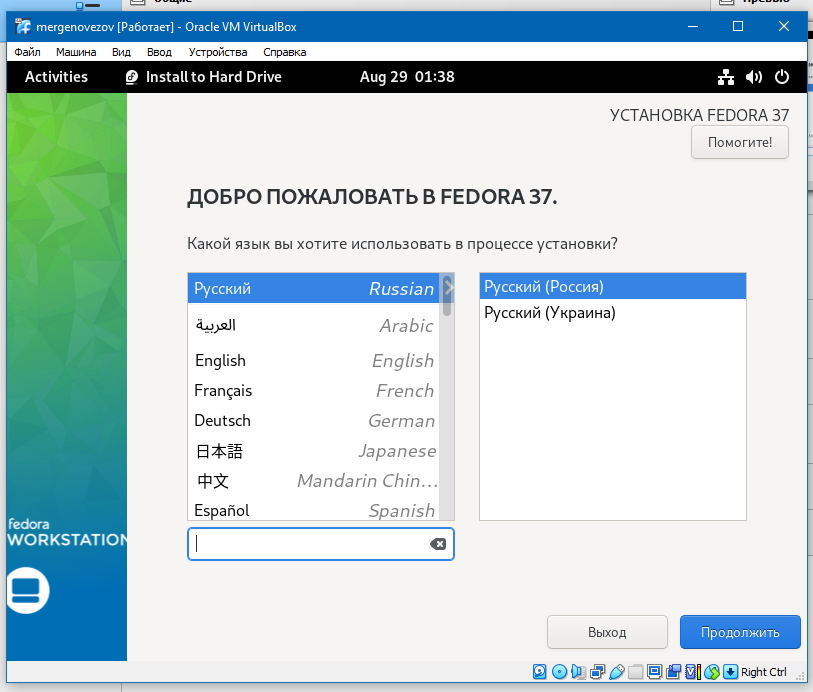 mergenovezov [Работает] - Oracle VM VirtualBox
Файл Машина Вид Ввод Устройства Справка
Activities Install to Hard Drive Aug 29 01:38
УСТАНОВКА FEDORA 37
Помогите!
ДОБРО ПОЖАЛОВАТЬ В FEDORA 37.
Какой язык вы хотите использовать в процессе установки?
Русский Russian
Русский (Россия)
العربية Arabic
Русский (Украина)
English English
Français French
Deutsch German
日本語 Japanese
中文 Mandarin Chin...
Español Spanish
fedora
WORKSTATION
Выход Продолжить
Right Ctrl